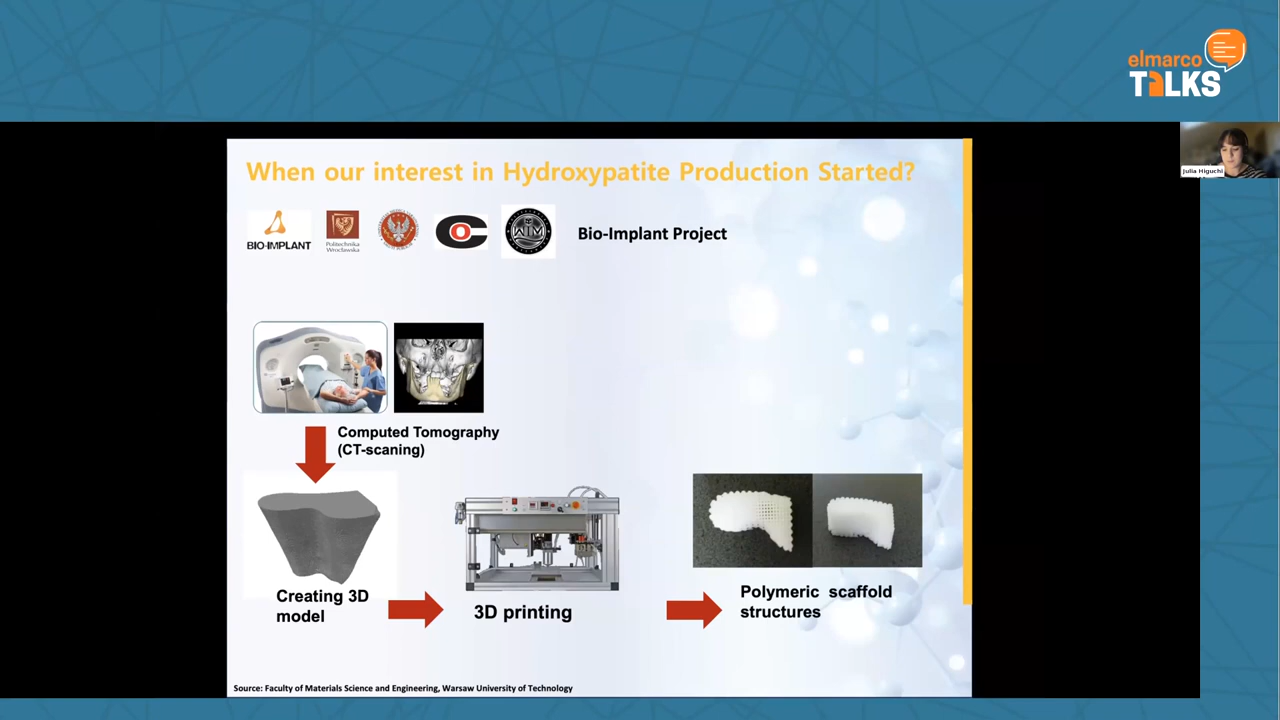 elmarco
TALKS
Julia Higuchi
When our interest in Hydroxypatite Production Started?
BIO-IMPLANT
Politechnika
Wrocławska
WIM
Bio-Implant Project
Computed Tomography
(CT-scaning)
Creating 3D
model
3D printing
Polymeric scaffold
structures
Source: Faculty of Materials Science and Engineering, Warsaw University of Technology